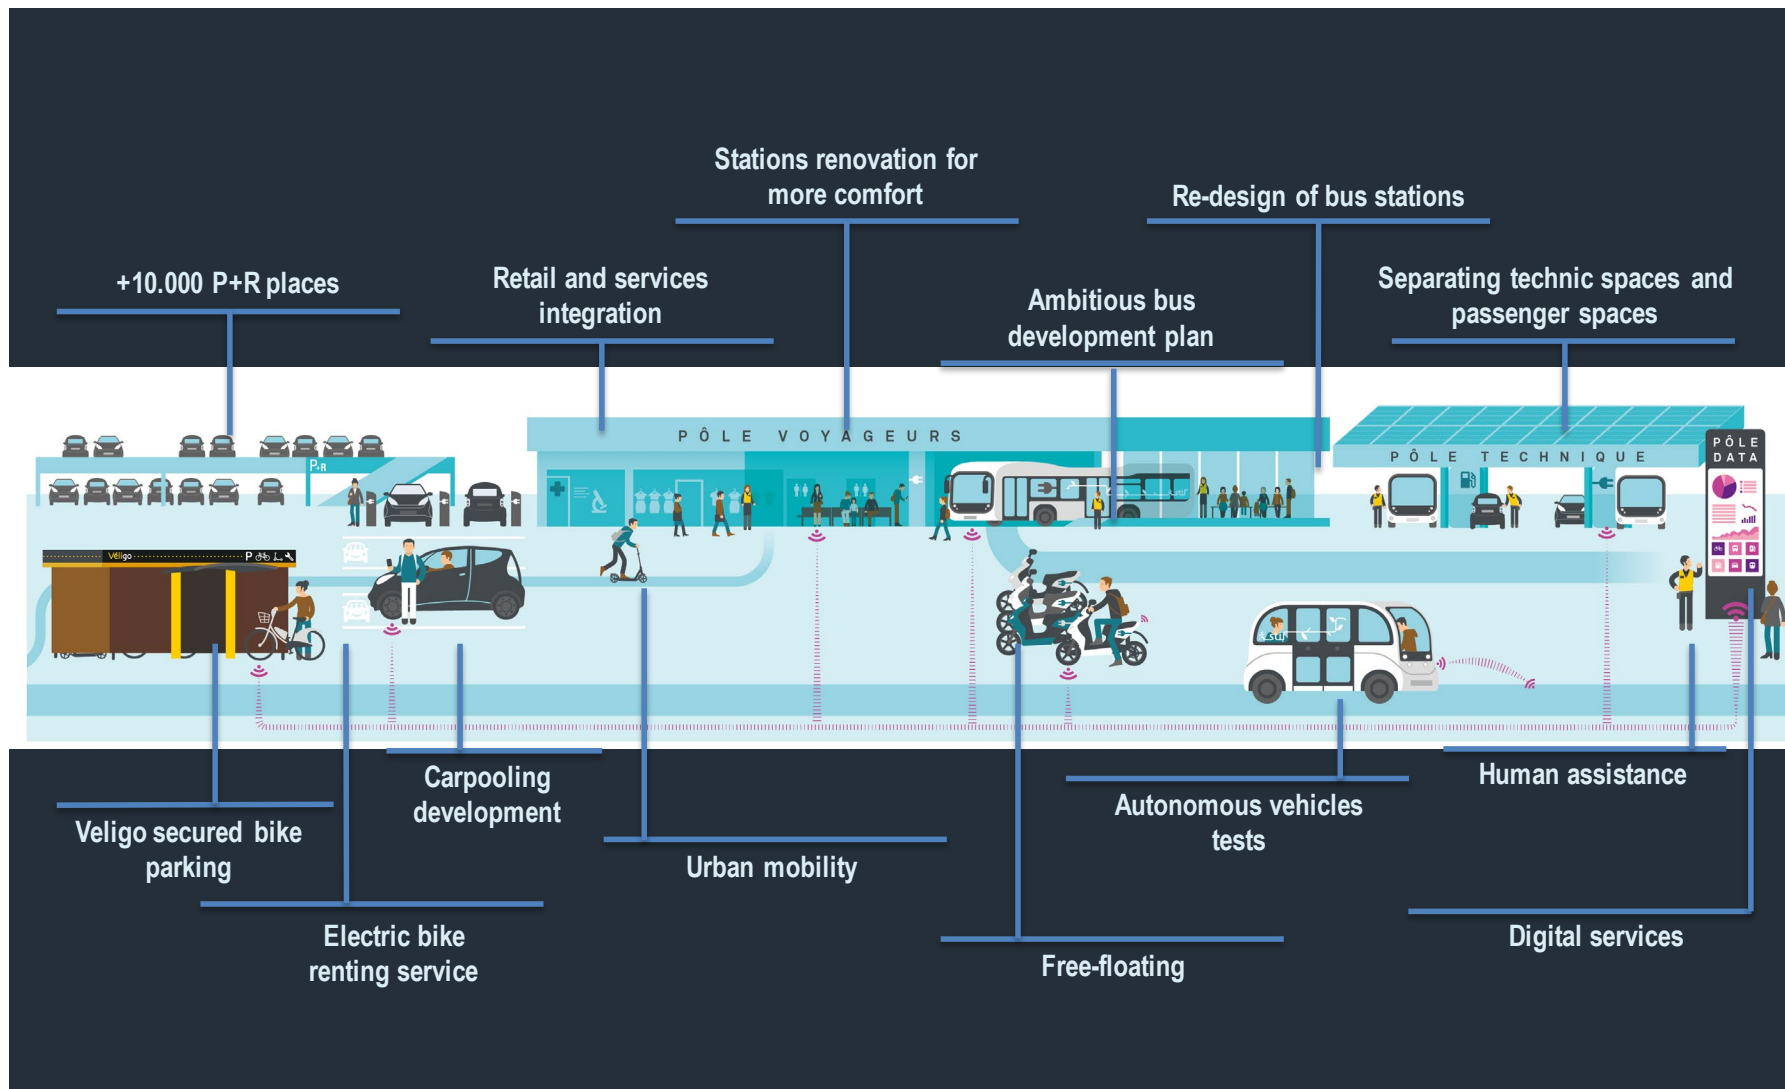 Stations renovation for
more comfort
Re-design of bus stations
+10.000 P+R places
Retail and services
integration
Ambitious bus
development plan
Separating technic spaces and
passenger spaces
PÔLE VOYAGEURS
PÔLE TECHNIQUE
PÔLE
DATA
P+R
Véligo
P
stif
Carpooling
development
Human assistance
Autonomous vehicles
tests
Veligo secured bike
parking
Urban mobility
Electric bike
renting service
Free-floating
Digital services